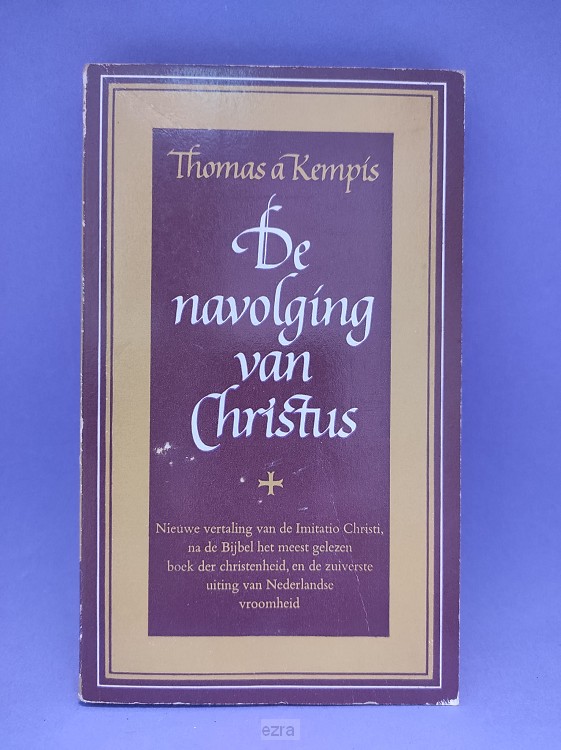 Thomas a Kempis
De
navolging
van
Christus
Nieuwe vertaling van de Imitatio Christi,
na de Bijbel het meest gelezen
boek der christenheid, en de zuiverste
uiting van Nederlandse
vroomheid
ezra